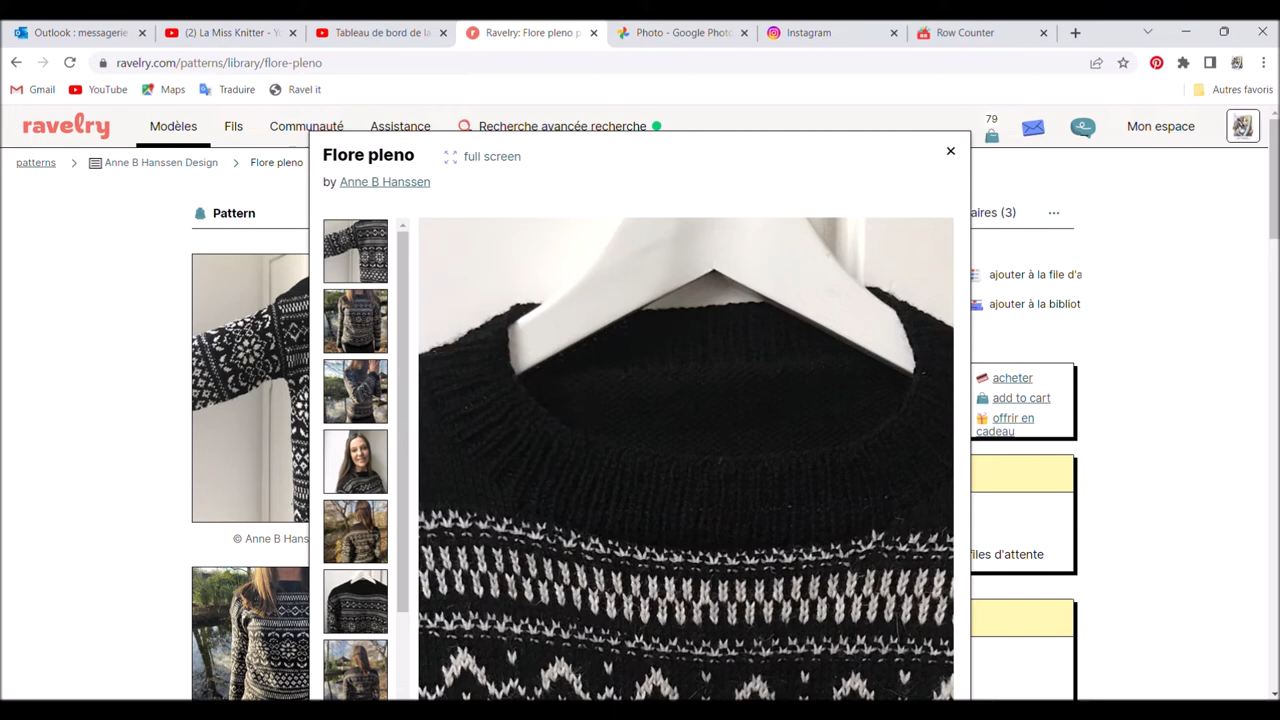 Outlook : messagerie
(2) La Miss Knitter - Y
Tableau de bord de la
Ravelry: Flore pleno p
Photo - Google Photo
Instagram
Row Counter
ravelry.com/patterns/library/flore-pleno
Gmail
YouTube
Maps
Traduire
Ravel it
Autres favoris
ravelry
Modèles
Fils
Communauté
Assistance
Recherche avancée recherche
79
Mon espace
patterns
Anne B Hanssen Design
Flore pleno
Flore pleno
full screen
by Anne B Hanssen
Pattern
aires (3)
ajouter à la file d'a
ajouter à la bibliot
acheter
add to cart
offrir en
cadeau
© Anne B Hans
files d'attente